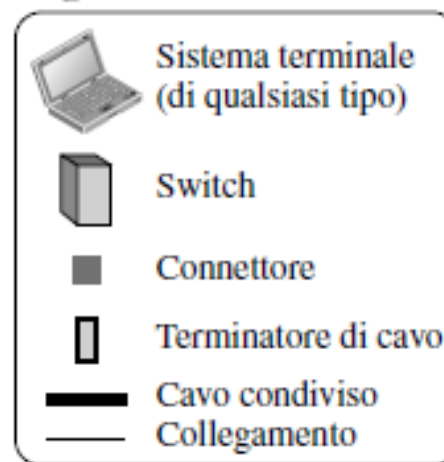 Sistema terminale
(di qualsiasi tipo)
Switch
Connettore
Terminatore di cavo
Cavo condiviso
Collegamento